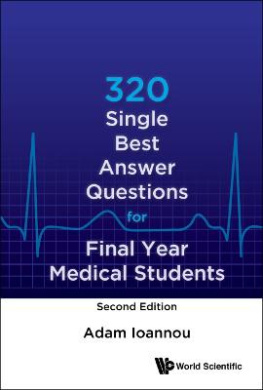 320
Single
Best
Answer
Questions
for
Final Year
Medical Students
Second Edition
Adam Ioannou
World Scientific